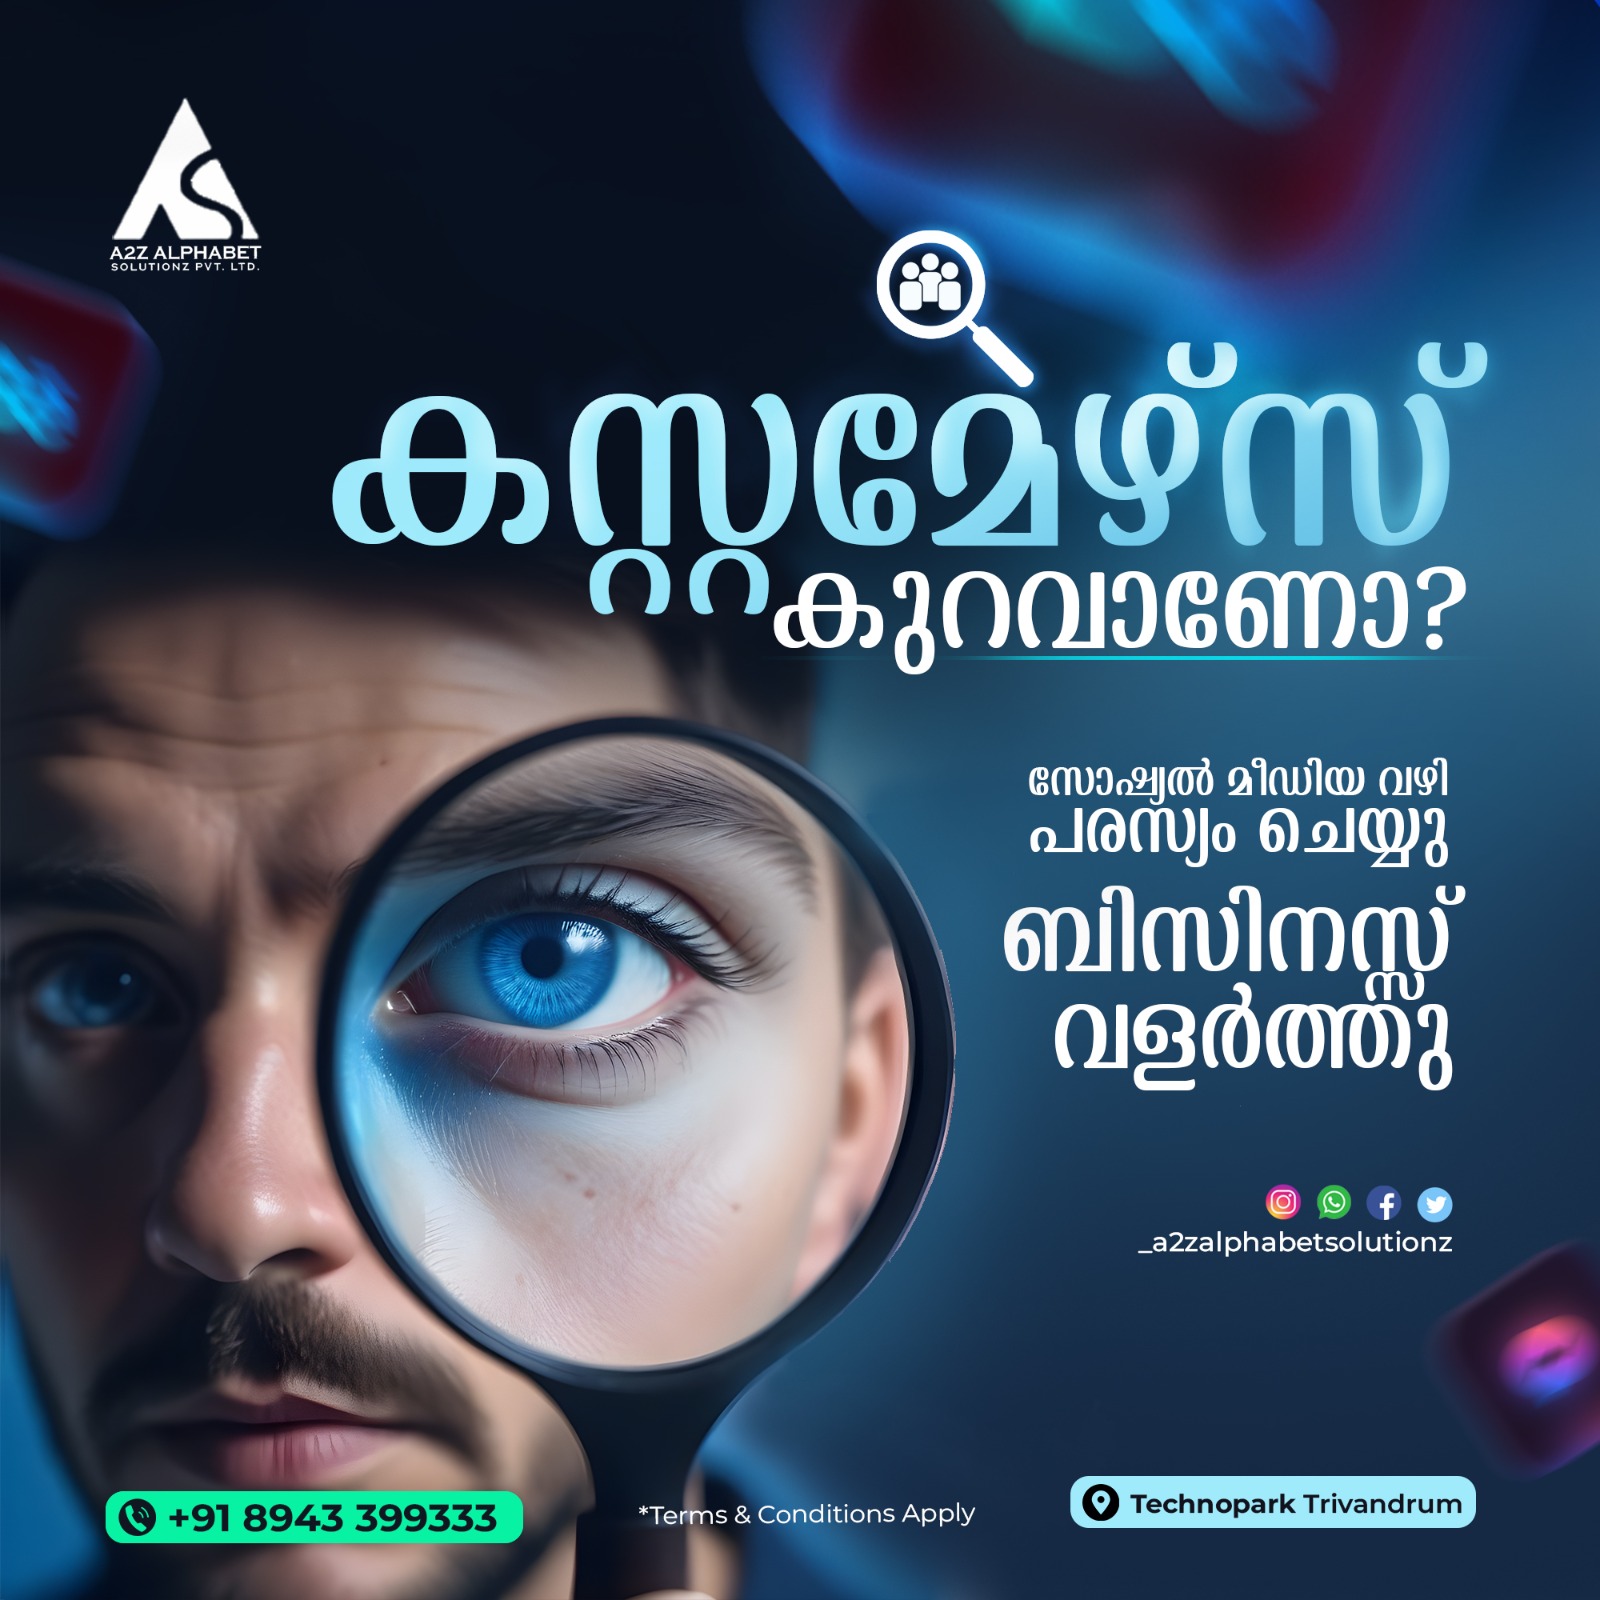 A2Z ALPHABET
SOLUTIONZ PVT. LTD.
കസ്റ്റമേഴ്സ്
കുറവാണോ?
സോഷ്യൽ മീഡിയ വഴി
പരസ്യം ചെയ്യു
ബിസിനസ്സ്
വളർത്തു
_a2zalphabetsolutionz
+91 8943 399333
*Terms & Conditions Apply
Technopark Trivandrum